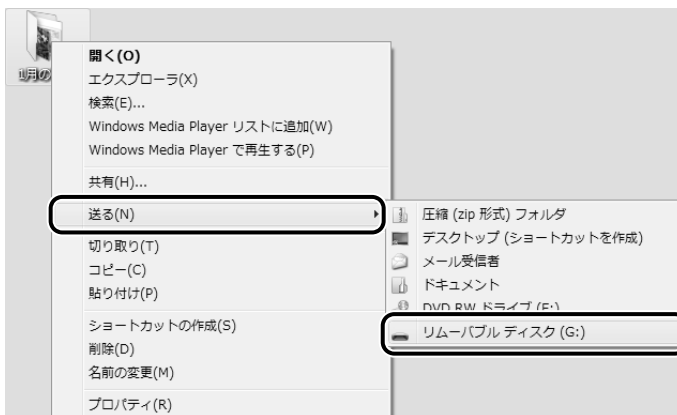 1月の
開く(O)
エクスプローラ(X)
検索(E)...
Windows Media Player リストに追加(W)
Windows Media Player で再生する(P)
共有(H)...
送る(N)
切り取り(T)
コピー(C)
貼り付け(P)
ショートカットの作成(S)
削除(D)
名前の変更(M)
プロパティ(R)
圧縮 (zip 形式) フォルダ
デスクトップ (ショートカットを作成)
メール受信者
ドキュメント
DVD RW ドライブ (E:)
リムーバブル ディスク (G:)